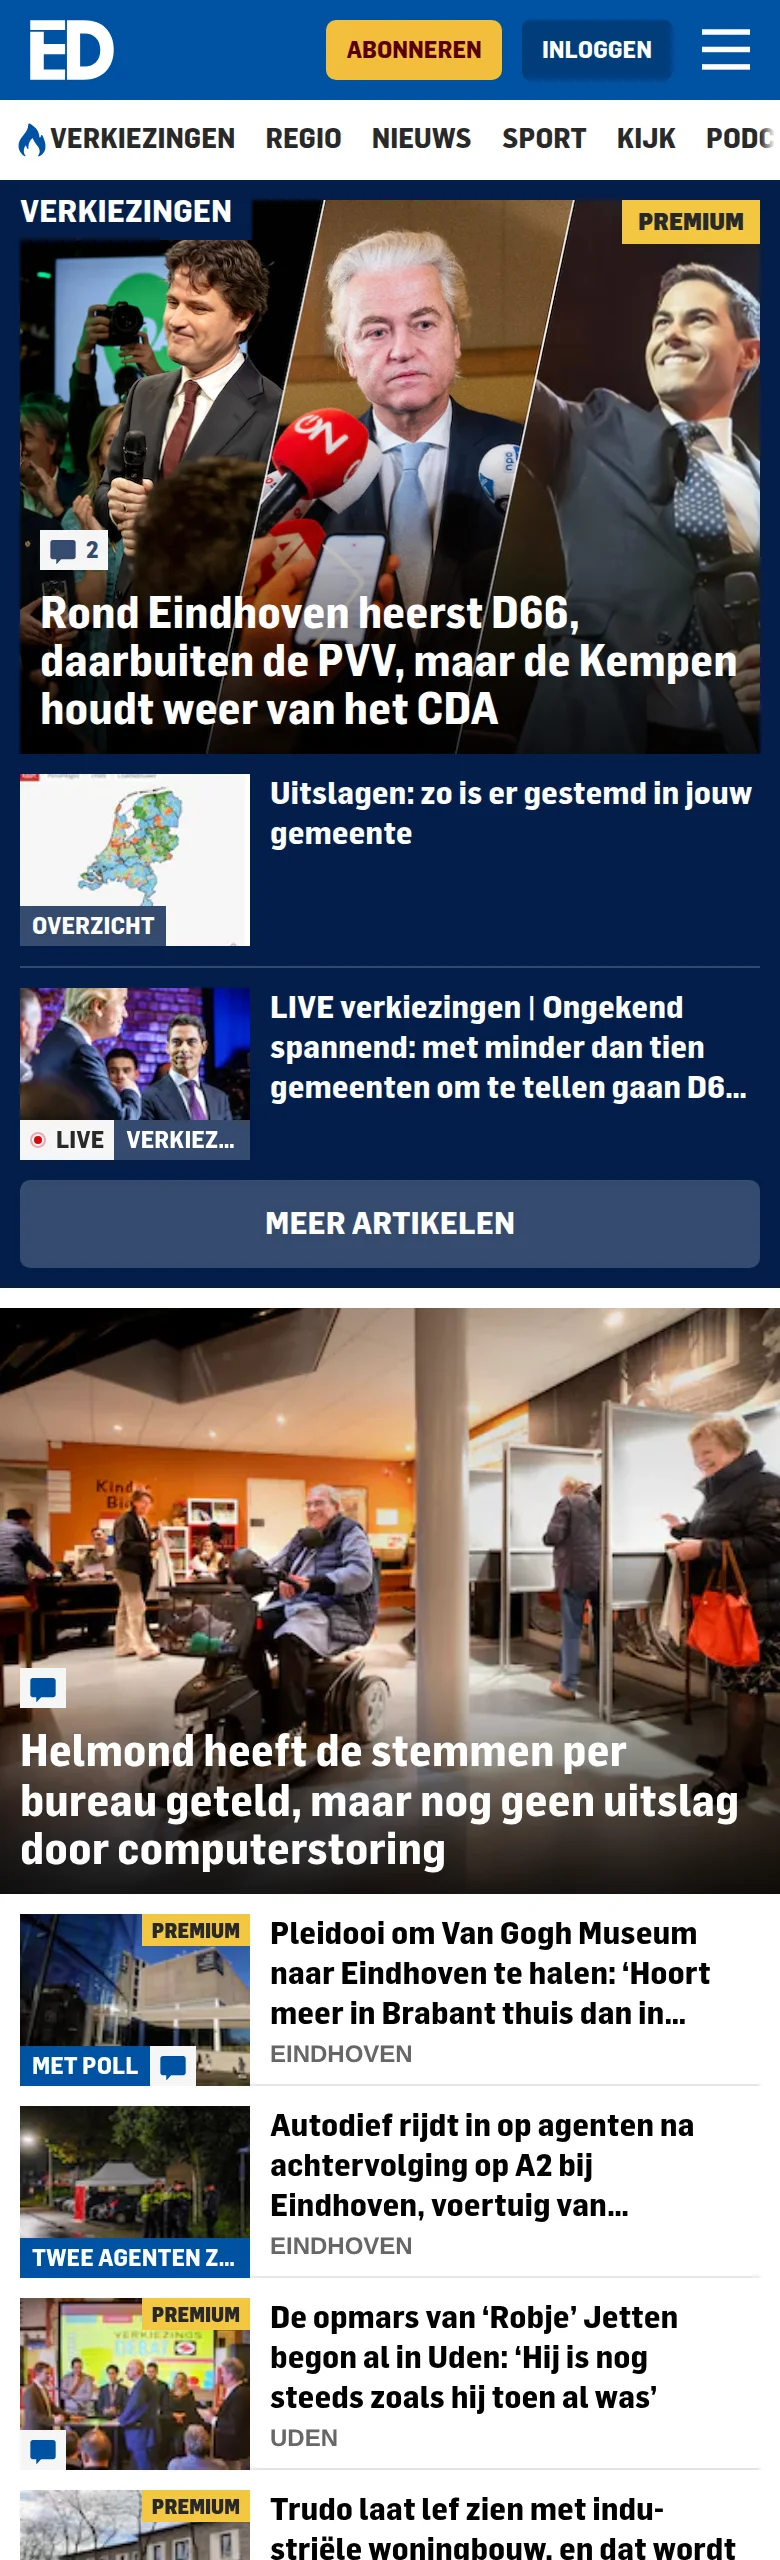 ED
ABONNEREN
INLOGGEN
VERKIEZINGEN
REGIO
NIEUWS
SPORT
KIJK
PODC
VERKIEZINGEN
PREMIUM
ON
npo
2
Rond Eindhoven heerst D66,
daarbuiten de PVV, maar de Kempen
houdt weer van het CDA
OVERZICHT
Uitslagen: zo is er gestemd in jouw
gemeente
LIVE
VERKIEZ...
LIVE verkiezingen | Ongekend
spannend: met minder dan tien
gemeenten om te tellen gaan D6...
MEER ARTIKELEN
Kind
Helmond heeft de stemmen per
bureau geteld, maar nog geen uitslag
door computerstoring
PREMIUM
MET POLL
Pleidooi om Van Gogh Museum
naar Eindhoven te halen: ‘Hoort
meer in Brabant thuis dan in...
EINDHOVEN
TWEE AGENTEN Z...
Autodief rijdt in op agenten na
achtervolging op A2 bij
Eindhoven, voertuig van...
EINDHOVEN
PREMIUM
VERKIEZINGS
DEBAT
De opmars van ‘Robje’ Jetten
begon al in Uden: ‘Hij is nog
steeds zoals hij toen al was’
UDEN
PREMIUM
Trudo laat lef zien met indu-
striële woningbouw, en dat wordt